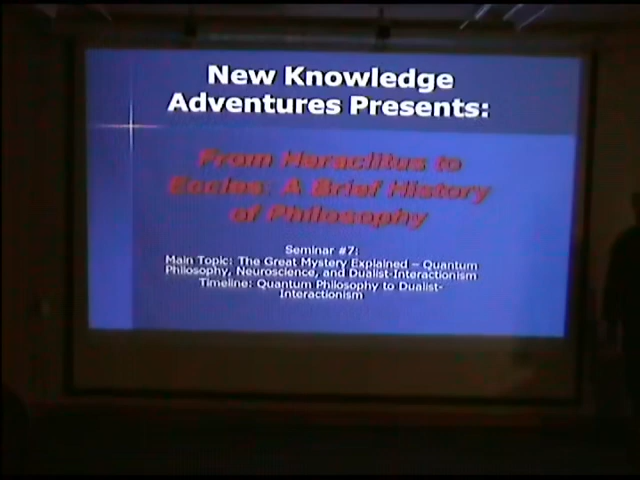 New Knowledge
Adventures Presents:
From Heraclitus to
Eccles: A Brief History
of Philosophy
Seminar #7:
Main Topic: The Great Mystery Explained – Quantum
Philosophy, Neuroscience, and Dualist-Interactionism
Timeline: Quantum Philosophy to Dualist-
Interactionism